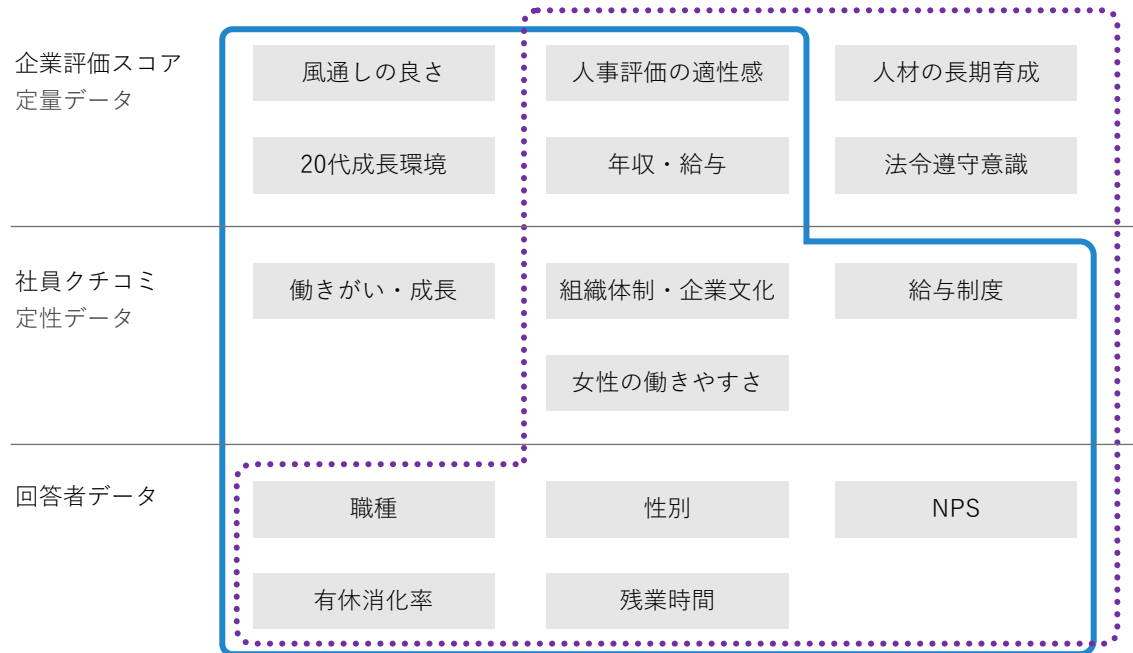 企業評価スコア
定量データ
風通しの良さ
人事評価の適性感
人材の長期育成
20代成長環境
年収・給与
法令遵守意識
社員クチコミ
定性データ
働きがい・成長
組織体制・企業文化
給与制度
女性の働きやすさ
回答者データ
職種
性別
NPS
有休消化率
残業時間